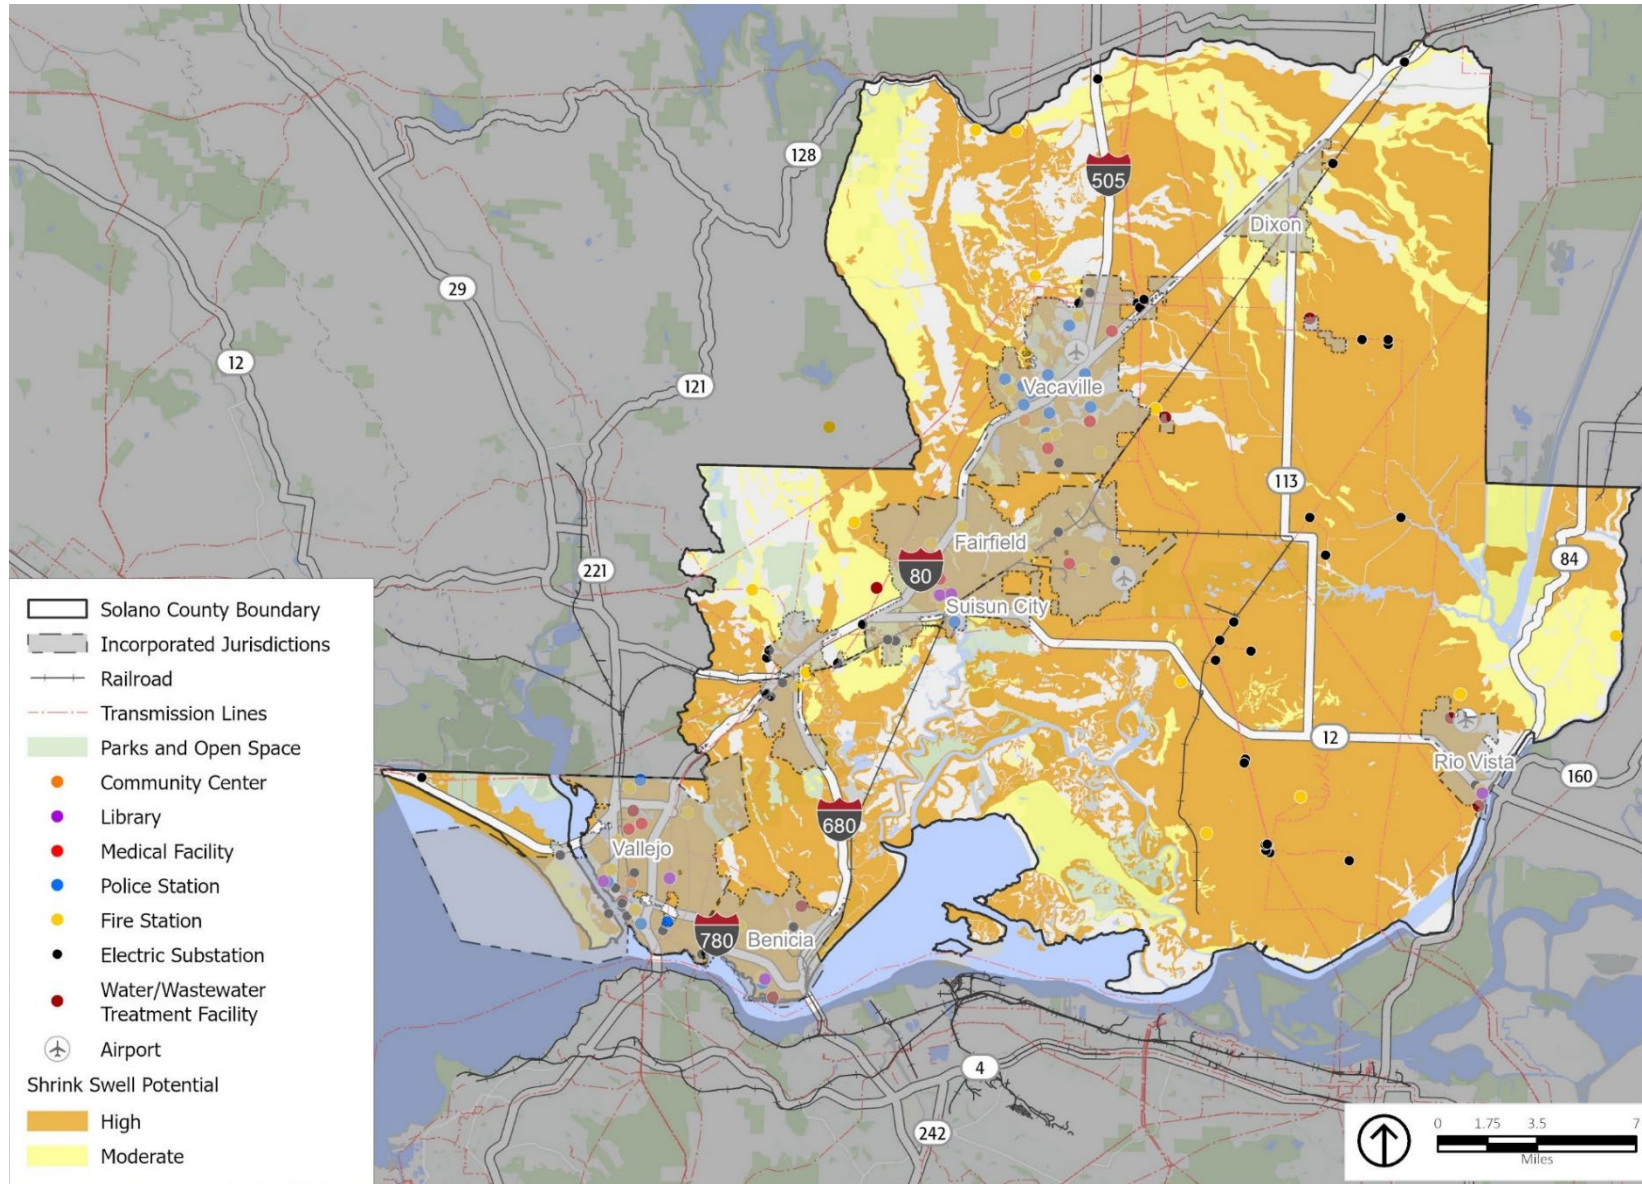 128
505
Dixon
29
12
121
Vacaville
113
84
Fairfield
80
221
Suisun City
12
Rio Vista
160
680
Vallejo
780
Benicia
4
242
Solano County Boundary
Incorporated Jurisdictions
Railroad
Transmission Lines
Parks and Open Space
Community Center
Library
Medical Facility
Police Station
Fire Station
Electric Substation
Water/Wastewater
Treatment Facility
Airport
Shrink Swell Potential
High
Moderate
0 1.75 3.5 7
Miles